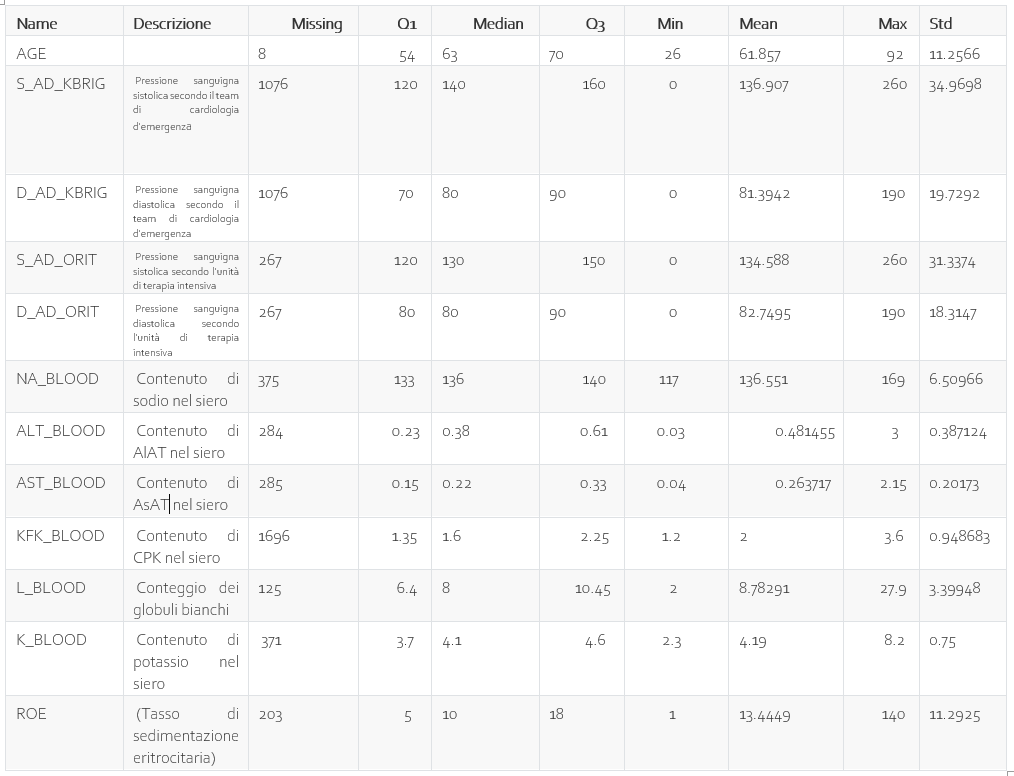 Name Descrizione Missing Q1 Median Q3 Min Mean Max Std
AGE 8 54 63 70 26 61.857 92 11.2566
S_AD_KBRIG Pressione sanguigna 1076 120 140 160 0 136.907 260 34.9698
sistolica secondo il team
di cardiologia
d'emergenza
D_AD_KBRIG Pressione sanguigna 1076 70 80 90 0 81.3942 190 19.7292
diastolica secondo il
team di cardiologia
d'emergenza
S_AD_ORIT Pressione sanguigna 267 120 130 150 0 134.588 260 31.3374
sistolica secondo l'unità
di terapia intensiva
D_AD_ORIT Pressione sanguigna 267 80 80 90 0 82.7495 190 18.3147
diastolica secondo
l'unità di terapia
intensiva
NA_BLOOD Contenuto di 375 133 136 140 117 136.551 169 6.50966
sodio nel siero
ALT_BLOOD Contenuto di 284 0.23 0.38 0.61 0.03 0.481455 3 0.387124
AlAT nel siero
AST_BLOOD Contenuto di 285 0.15 0.22 0.33 0.04 0.263717 2.15 0.20173
AsAT nel siero
KFK_BLOOD Contenuto di 1696 1.35 1.6 2.25 1.2 2 3.6 0.948683
CPK nel siero
L_BLOOD Conteggio dei 125 6.4 8 10.45 2 8.78291 27.9 3.39948
globuli bianchi
K_BLOOD Contenuto di 371 3.7 4.1 4.6 2.3 4.19 8.2 0.75
potassio nel
siero
ROE (Tasso di 203 5 10 18 1 13.4449 140 11.2925
sedimentazione
eritrocitaria)